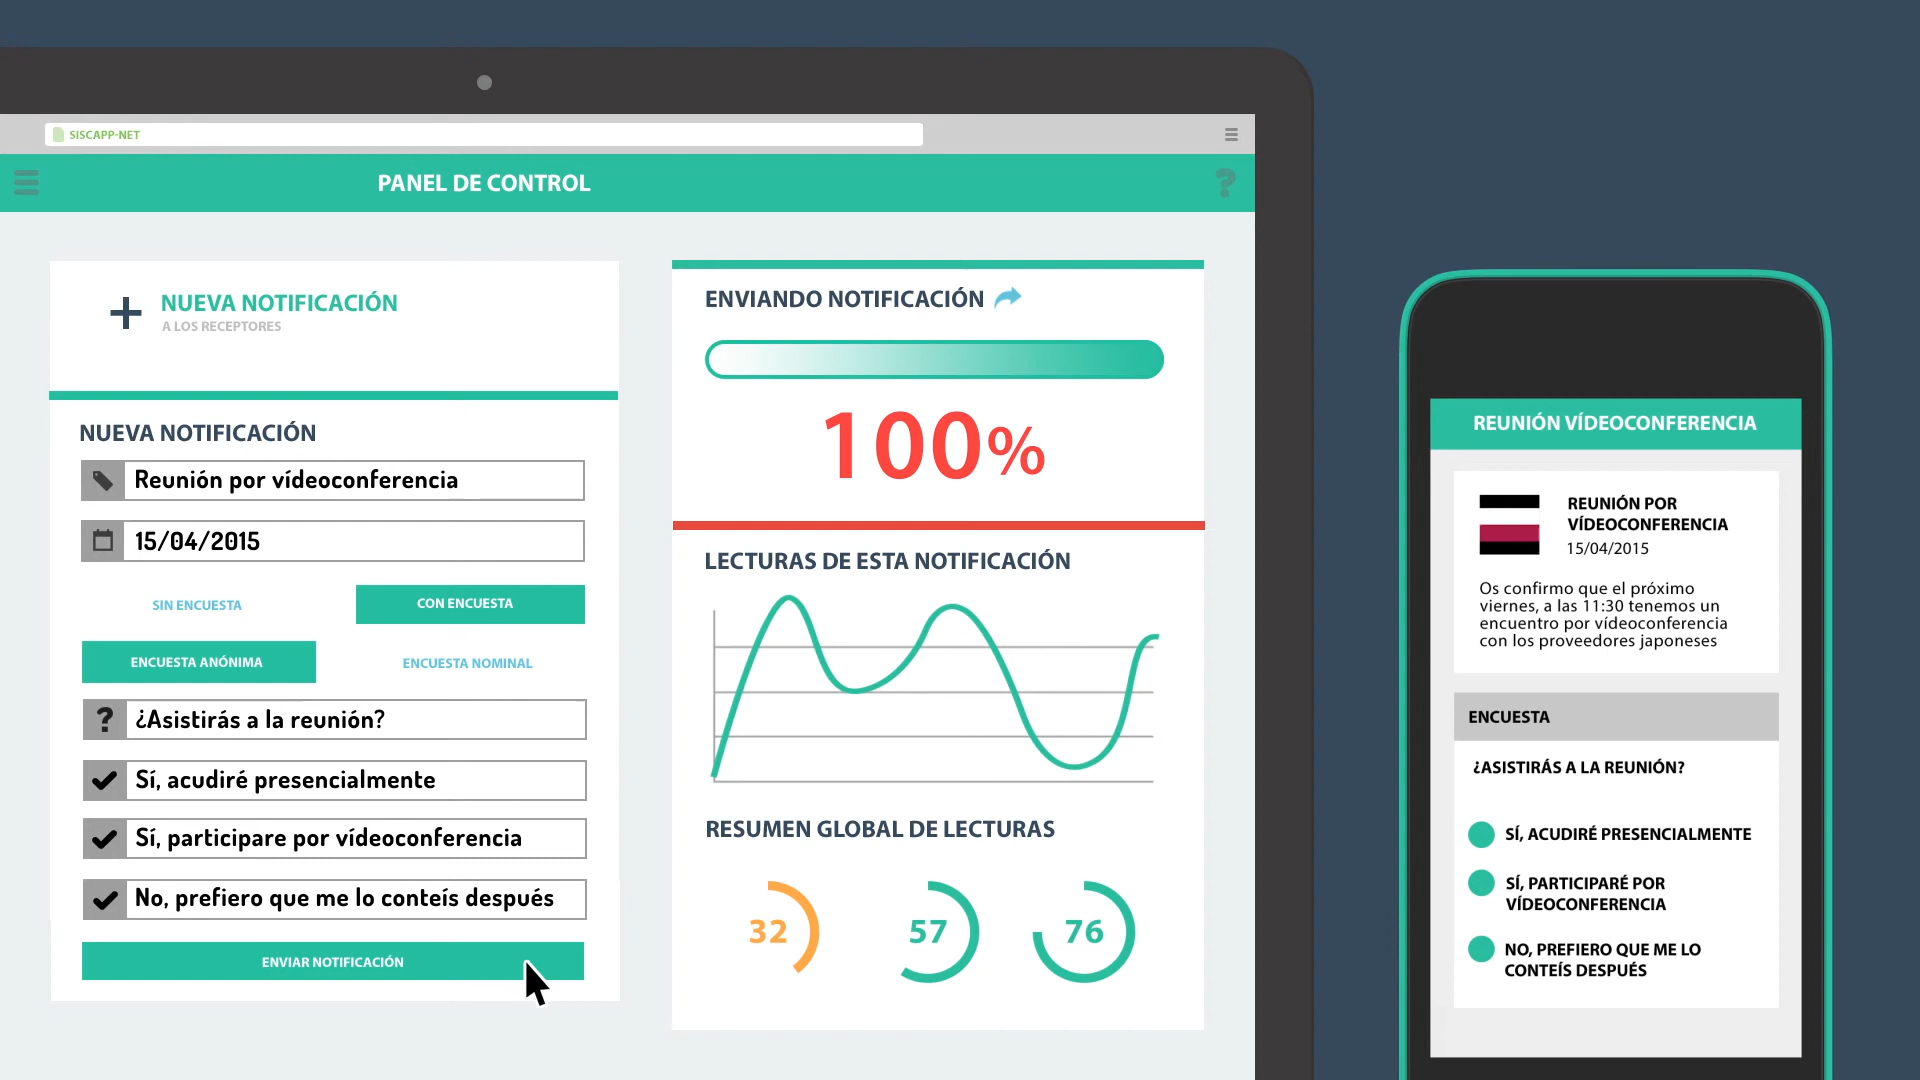 SISCAPP-NET
PANEL DE CONTROL
?
NUEVA NOTIFICACIÓN
A LOS RECEPTORES
NUEVA NOTIFICACIÓN
Reunión por vídeoconferencia
15/04/2015
SIN ENCUESTA
CON ENCUESTA
ENCUESTA ANÓNIMA
ENCUESTA NOMINAL
? ¿Asistirás a la reunión?
Sí, acudiré presencialmente
Sí, participare por vídeoconferencia
No, prefiero que me lo conteís después
ENVIAR NOTIFICACIÓN
ENVIANDO NOTIFICACIÓN
100%
LECTURAS DE ESTA NOTIFICACIÓN
RESUMEN GLOBAL DE LECTURAS
32
57
76
REUNIÓN VÍDEOCONFERENCIA
REUNIÓN POR
VÍDEOCONFERENCIA
15/04/2015
Os confirmo que el próximo
viernes, a las 11:30 tenemos un
encuentro por vídeoconferencia
con los proveedores japoneses
ENCUESTA
¿ASISTIRÁS A LA REUNIÓN?
SÍ, ACUDIRÉ PRESENCIALMENTE
SÍ, PARTICIPARÉ POR
VÍDEOCONFERENCIA
NO, PREFIERO QUE ME LO
CONTEÍS DESPUÉS